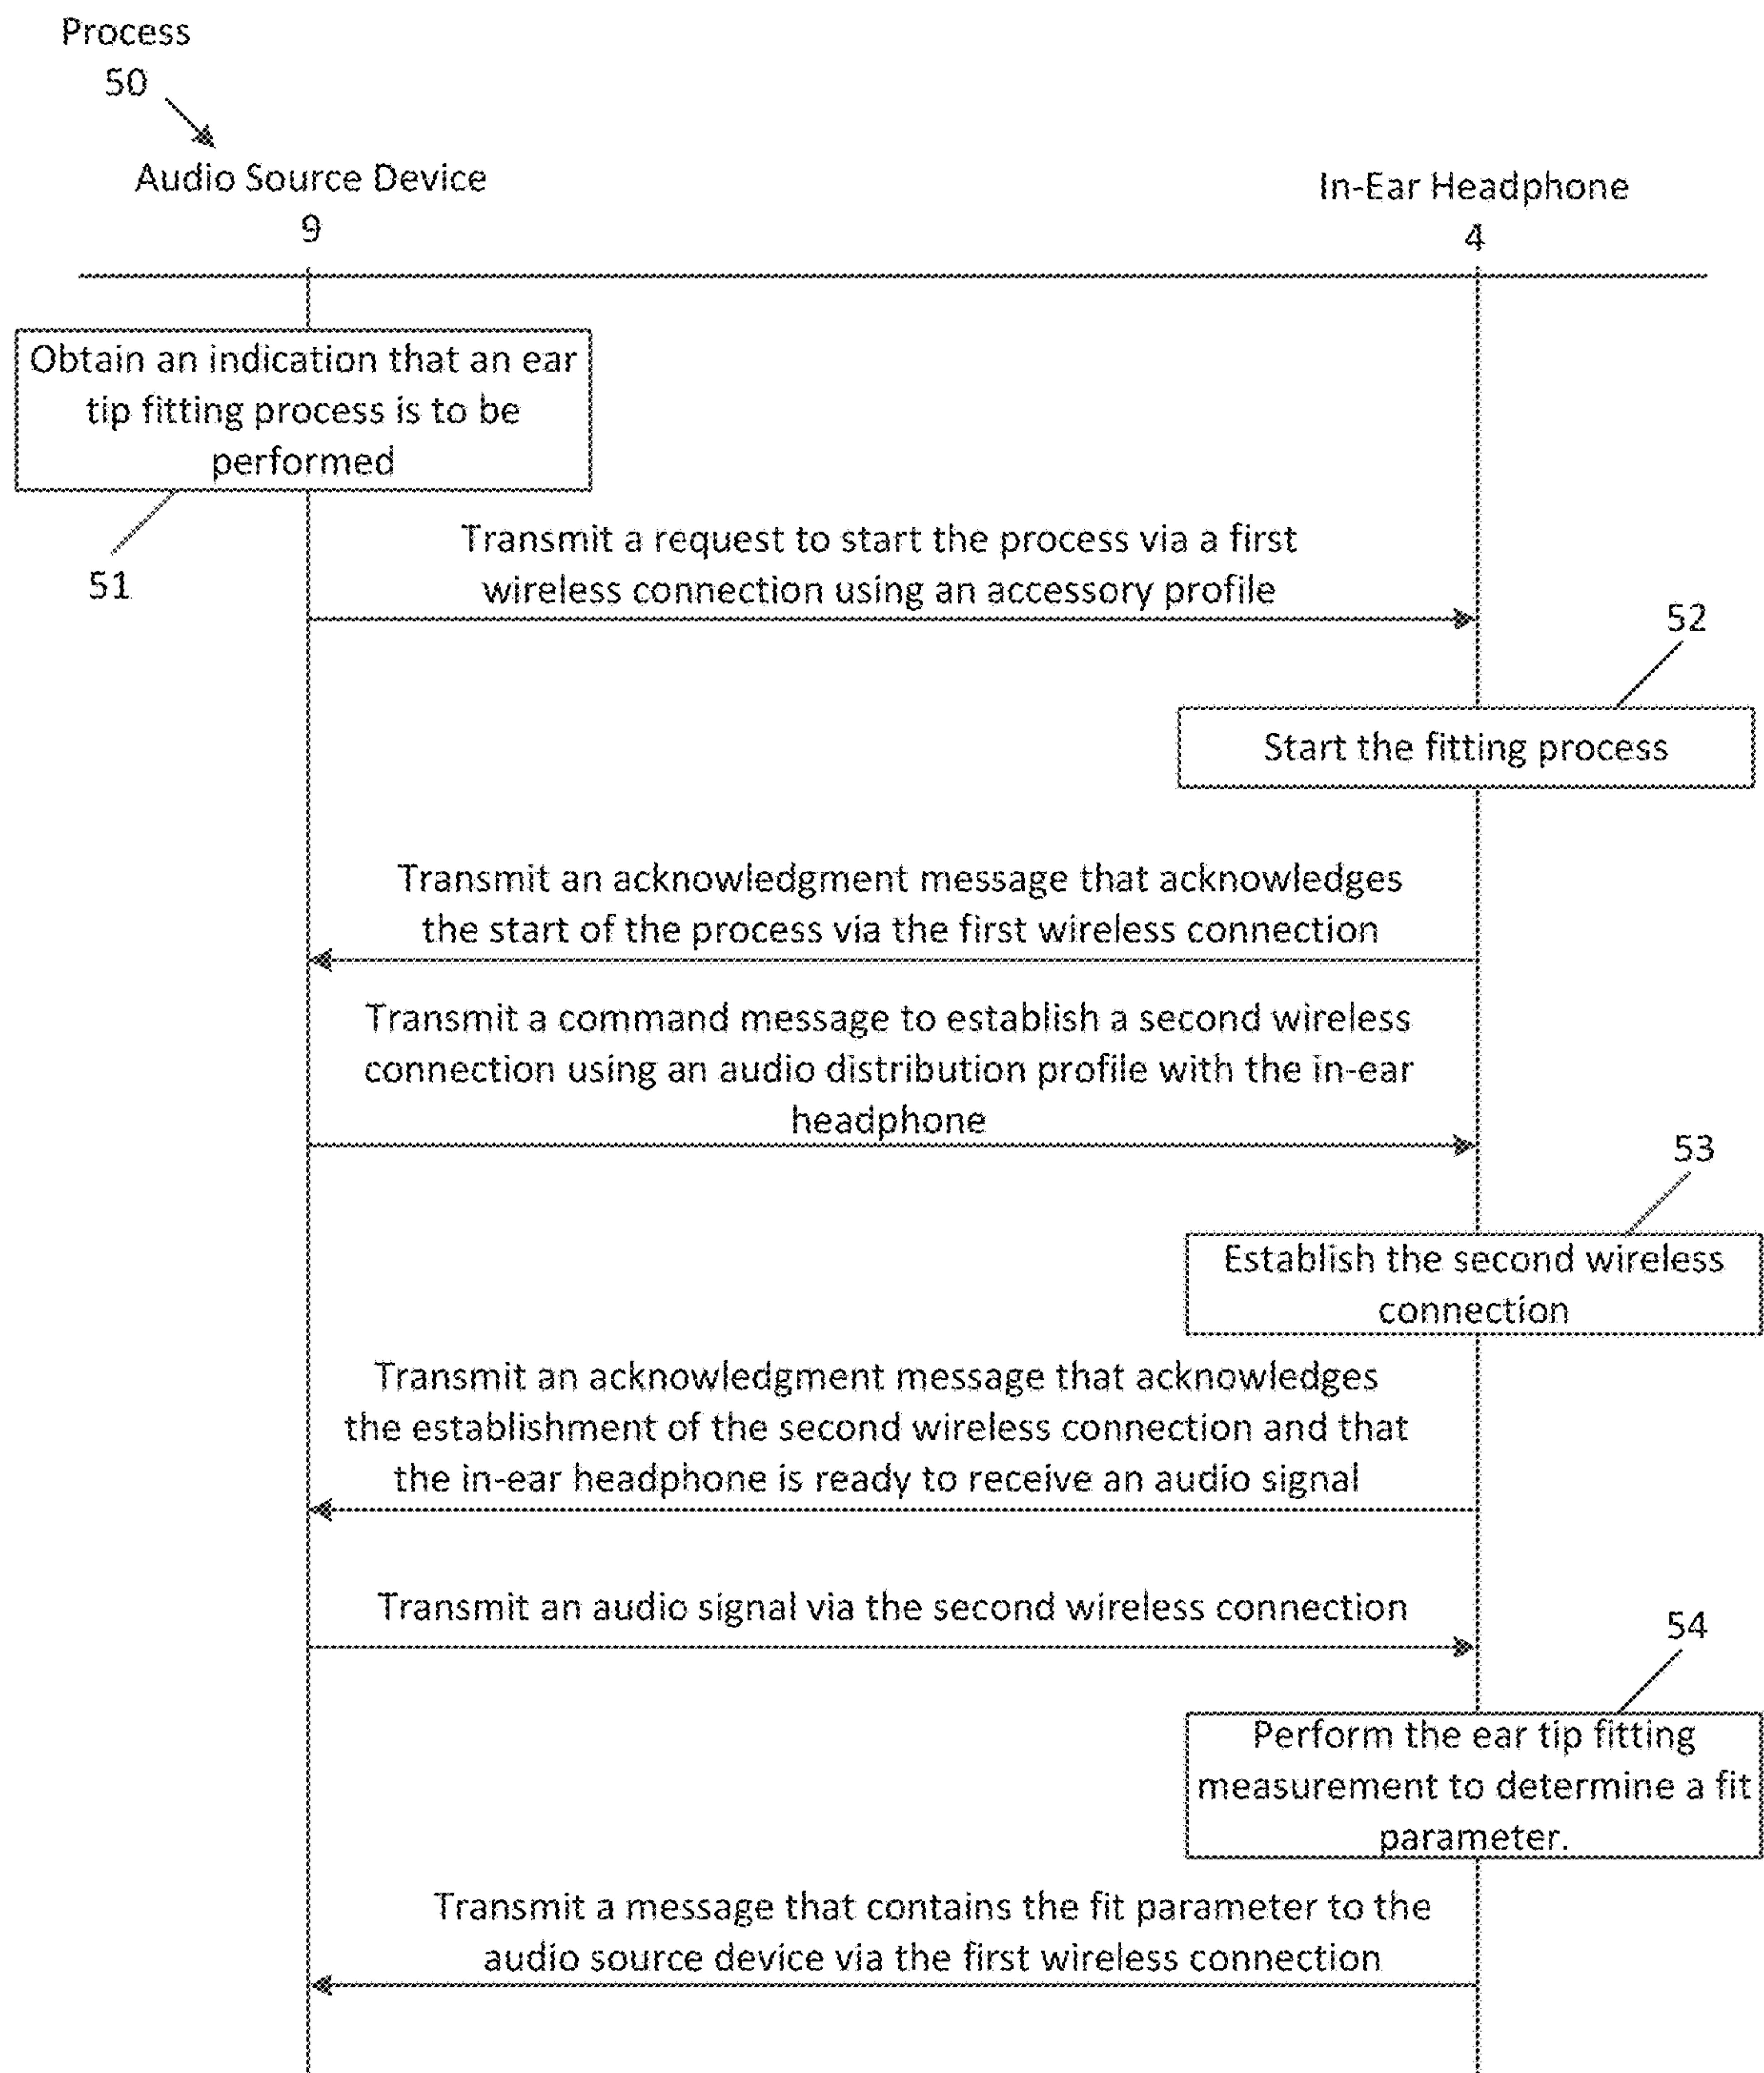 Process
50
Audio Source Device
9
In-Ear Headphone
4
Obtain an indication that an ear
tip fitting process is to be
performed
51
Transmit a request to start the process via a first
wireless connection using an accessory profile
52
Start the fitting process
Transmit an acknowledgment message that acknowledges
the start of the process via the first wireless connection
Transmit a command message to establish a second wireless
connection using an audio distribution profile with the in-ear
headphone
53
Establish the second wireless
connection
Transmit an acknowledgment message that acknowledges
the establishment of the second wireless connection and that
the in-ear headphone is ready to receive an audio signal
Transmit an audio signal via the second wireless connection
54
Perform the ear tip fitting
measurement to determine a fit
parameter.
Transmit a message that contains the fit parameter to the
audio source device via the first wireless connection